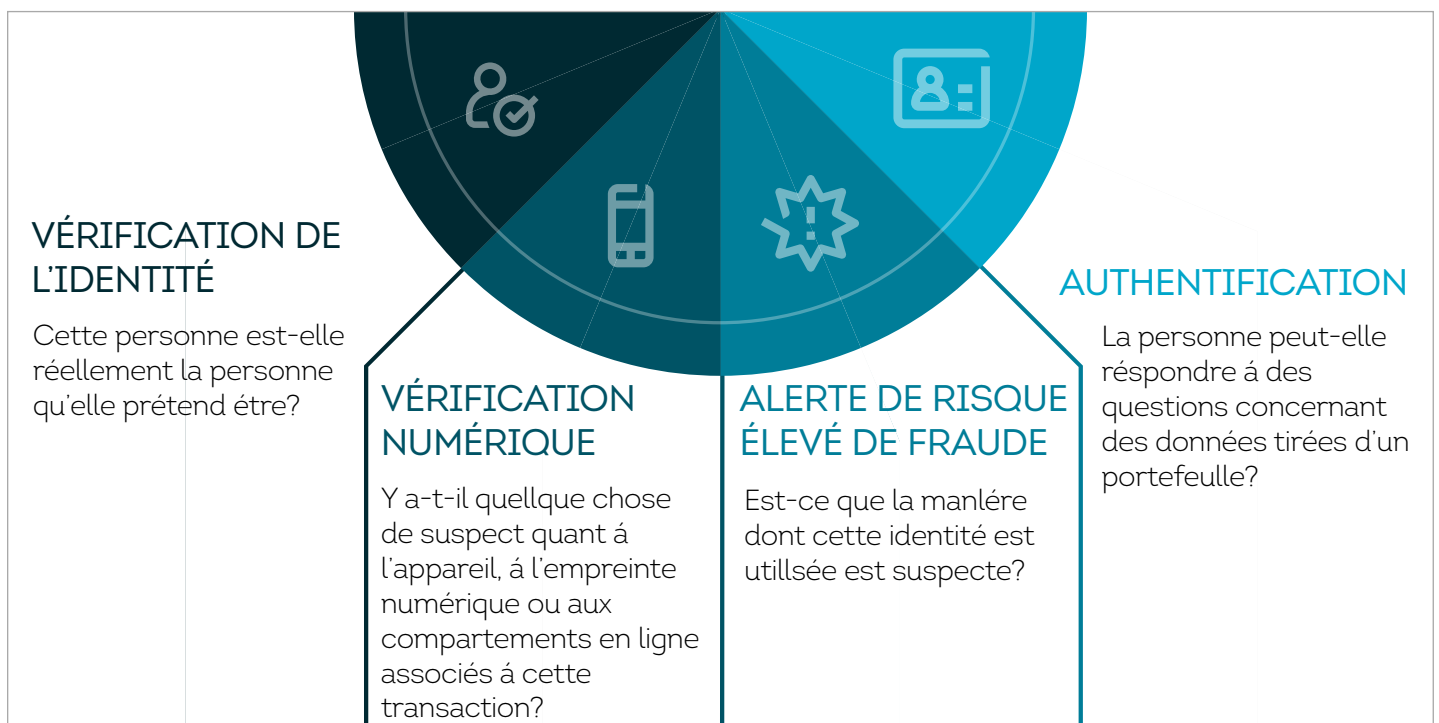 VÉRIFICATION DE
L'IDENTITÉ
Cette personne est-elle
réellement la personne
qu'elle prétend étre?
VÉRIFICATION
NUMÉRIQUE
Y a-t-il quellque chose
de suspect quant á
l'appareil, á l'empreinte
numérique ou aux
compartements en ligne
associés á cette
transaction?
ALERTE DE RISQUE
ÉLEVÉ DE FRAUDE
Est-ce que la manlére
dont cette identité est
utillsée est suspecte?
AUTHENTIFICATION
La personne peut-elle
réspondre á des
questions concernant
des données tirées d'un
portefeulle?